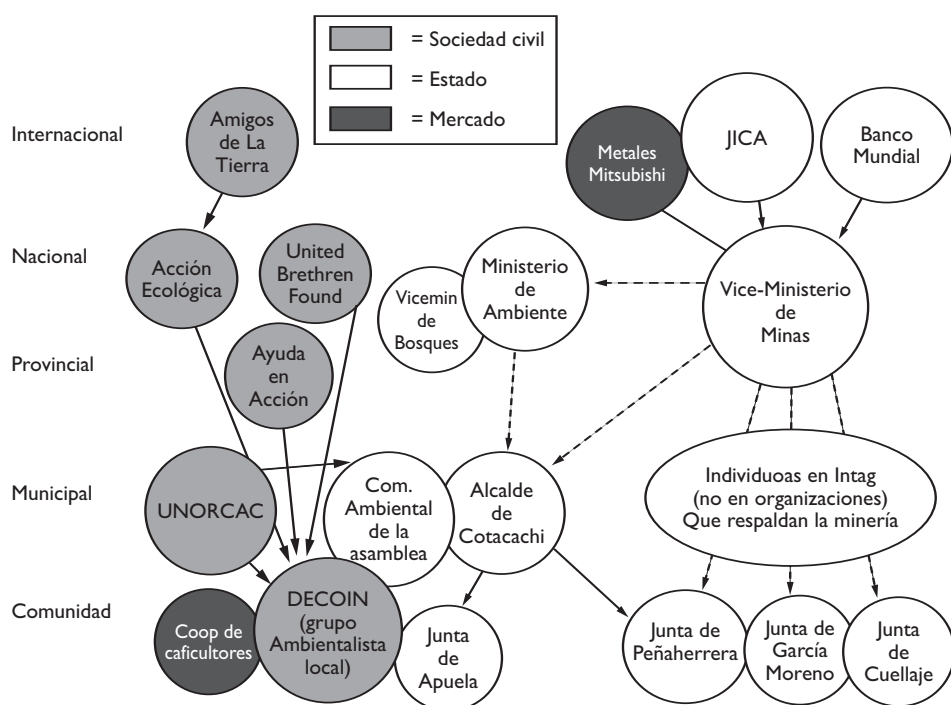 = Sociedad civil
= Estado
= Mercado
Internacional
Amigos
de La
Tierra
Metales
Mitsubishi
JICA
Banco
Mundial
Nacional
Acción
Ecológica
United
Brethren
Found
Vicemin
de
Bosques
Ministerio
de
Ambiente
Vice-Ministerio
de
Minas
Provincial
Ayuda
en
Acción
Municipal
UNORCAC
Com.
Ambiental
de la
asamblea
Alcalde
de
Cotacachi
Individuoas en Intag
(no en organizaciones)
Que respaldan la minería
Comunidad
Coop de
caficultores
DECOIN
(grupo
Ambientalista
local)
Junta
de
Apuela
Junta de
Peñaherrera
Junta de
García
Moreno
Junta
de
Cuellaje